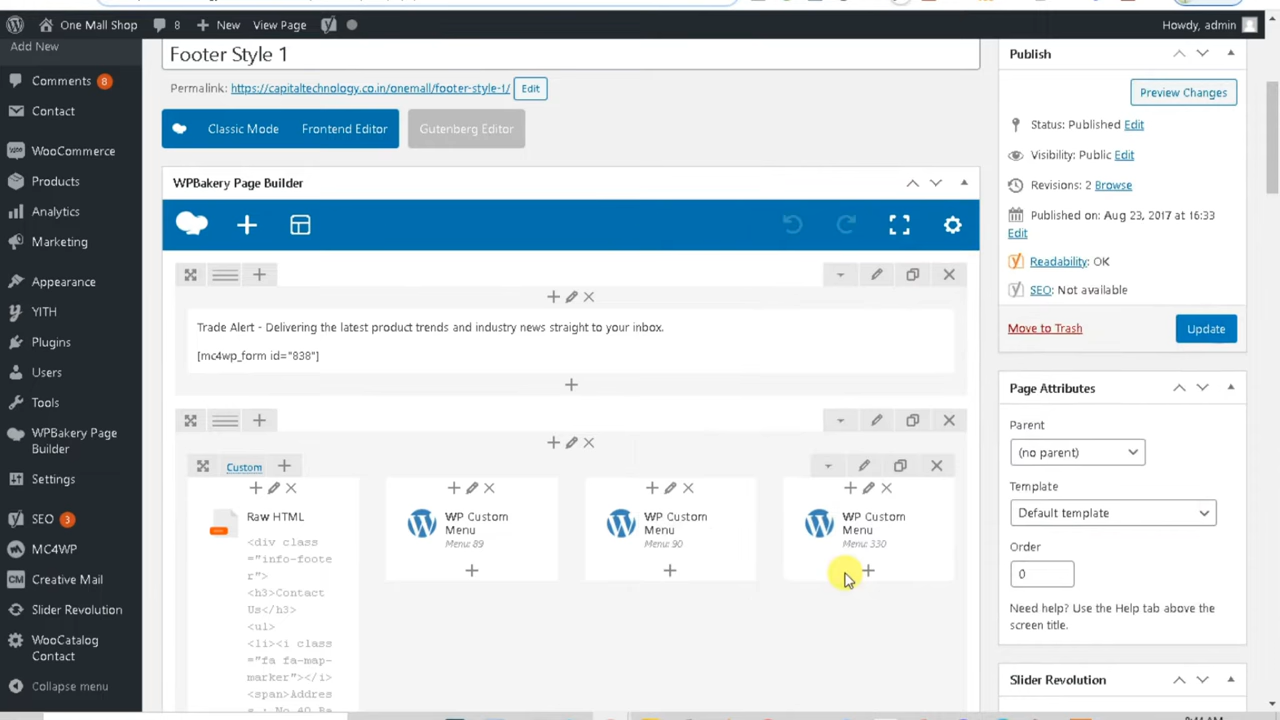 One Mall Shop
8
New
View Page
Howdy, admin
Add New
Comments 8
Contact
WooCommerce
Products
Analytics
Marketing
Appearance
YITH
Plugins
Users
Tools
WPBakery Page
Builder
Settings
SEO 3
MC4WP
Creative Mail
Slider Revolution
WooCatalog
Contact
Collapse menu
Footer Style 1
Permalink: https://capitaltechnology.co.in/onemall/footer-style-1/ Edit
Classic Mode
Frontend Editor
Gutenberg Editor
WPBakery Page Builder
Trade Alert - Delivering the latest product trends and industry news straight to your inbox.
[mc4wp_form id="838"]
Custom
Raw HTML
<div class
="info-foote
r">
<h3>Contact
Us</h3>
<ul>
<li><i class
="fa fa-map-
marker"></i>
<span>Addres
WP Custom
Menu
Menu: 89
WP Custom
Menu
Menu: 90
WP Custom
Menu
Menu: 330
Publish
Preview Changes
Status: Published Edit
Visibility: Public Edit
Revisions: 2 Browse
Published on: Aug 23, 2017 at 16:33
Edit
Readability: OK
SEO: Not available
Move to Trash
Update
Page Attributes
Parent
(no parent)
Template
Default template
Order
0
Need help? Use the Help tab above the
screen title.
Slider Revolution